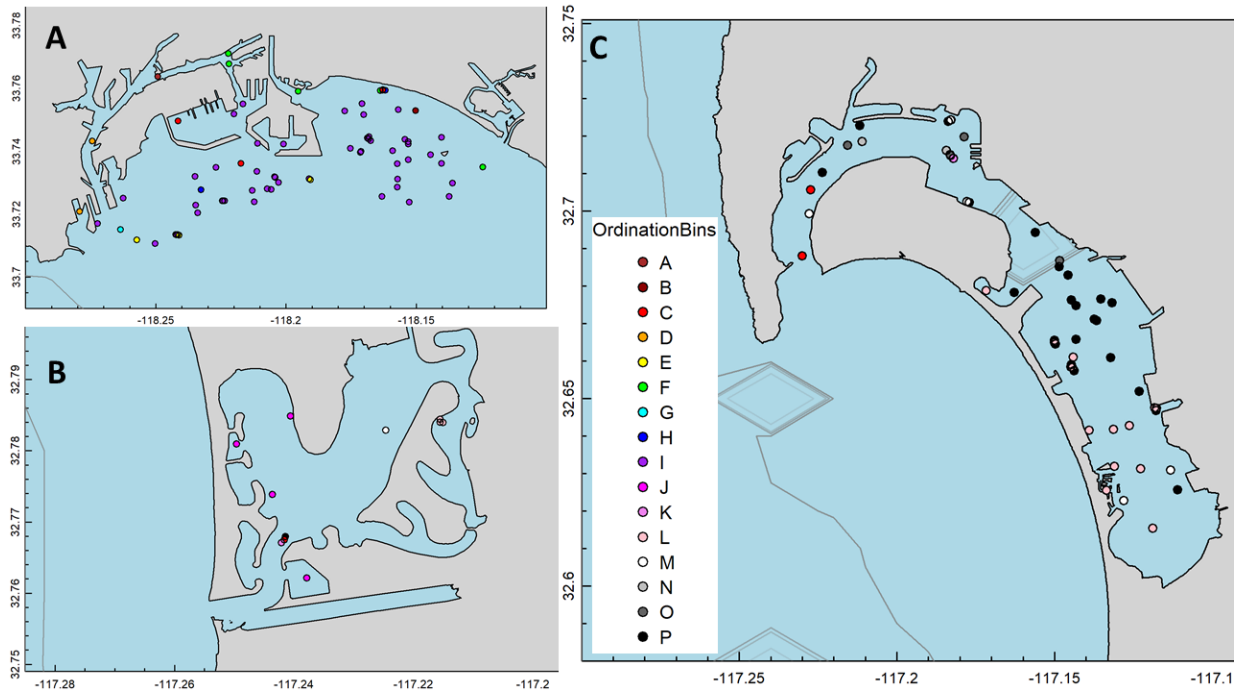 A
33.78
33.76
33.74
33.72
33.7
-118.25
-118.2
-118.15
B
32.79
32.78
32.77
32.76
32.75
-117.28
-117.26
-117.24
-117.22
-117.2
C
32.75
32.7
32.65
32.6
-117.25
-117.2
-117.15
-117.1
OrdinationBins
A
B
C
D
E
F
G
H
I
J
K
L
M
N
O
P